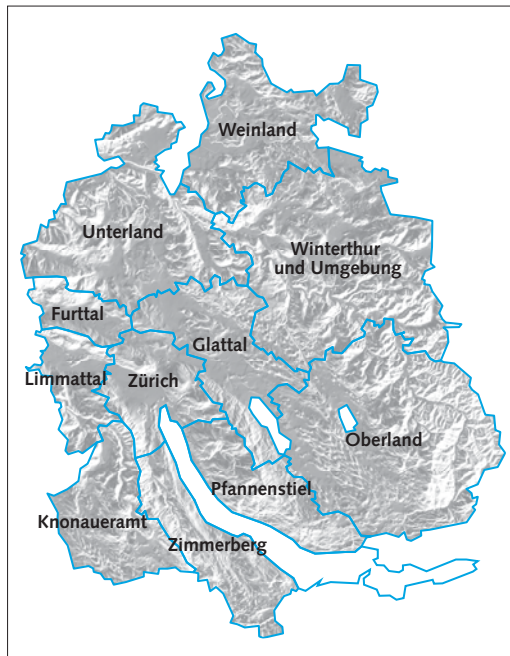 Weinland
Unterland
Winterthur
und Umgebung
Furttal
Glattal
Limmattal
Zürich
Oberland
Pfannenstiel
Knonaueramt
Zimmerberg